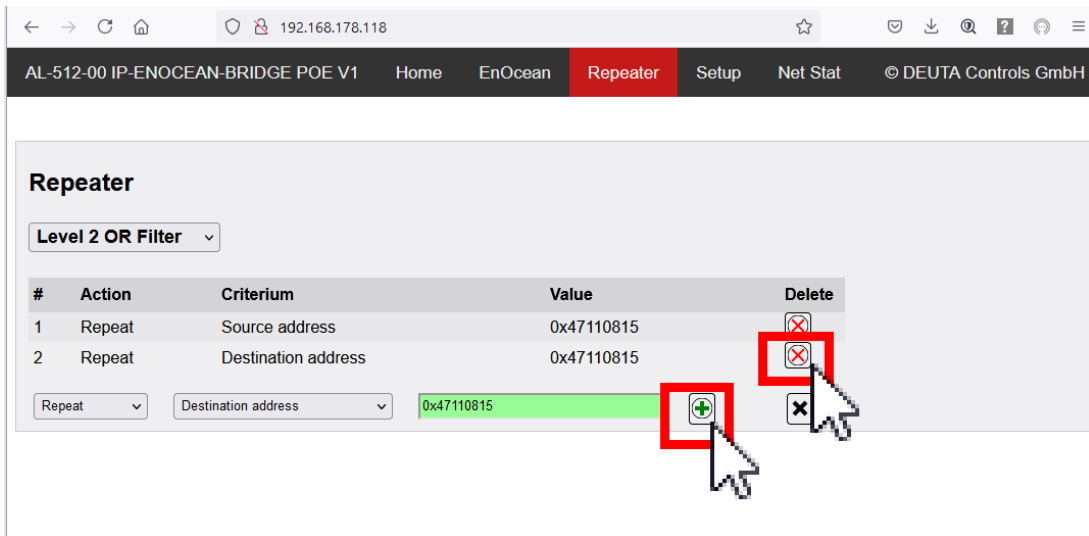 192.168.178.118
AL-512-00 IP-ENOCEAN-BRIDGE POE V1 Home EnOcean Repeater Setup Net Stat © DEUTA Controls GmbH
Repeater
Level 2 OR Filter
# Action Criterium Value Delete
1 Repeat Source address 0x47110815
2 Repeat Destination address 0x47110815
Repeat Destination address 0x47110815